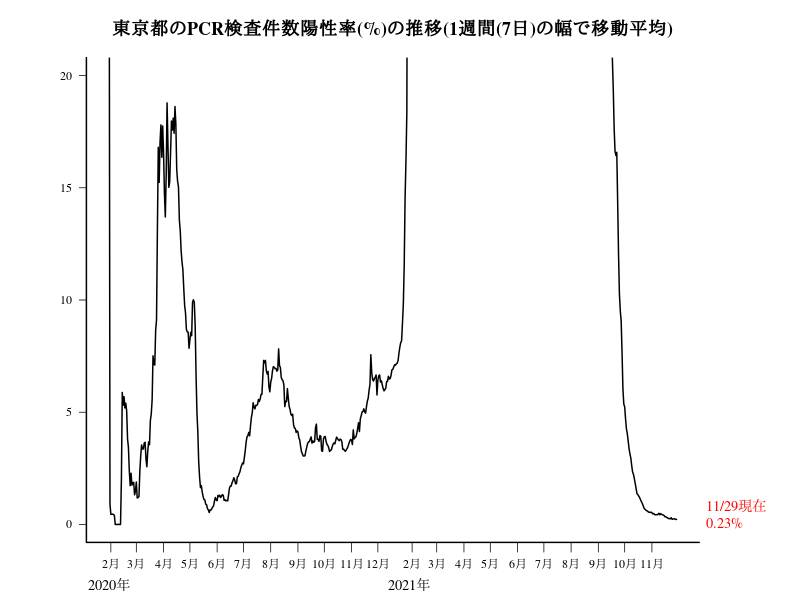 東京都のPCR検査件数陽性率(%)の推移(1週間(7日)の幅で移動平均)
20
15
10
5
0
11/29現在
0.23%
2月 3月 4月 5月 6月 7月 8月 9月 10月 11月 12月 2月 3月 4月 5月 6月 7月 8月 9月 10月 11月
2020年 2021年